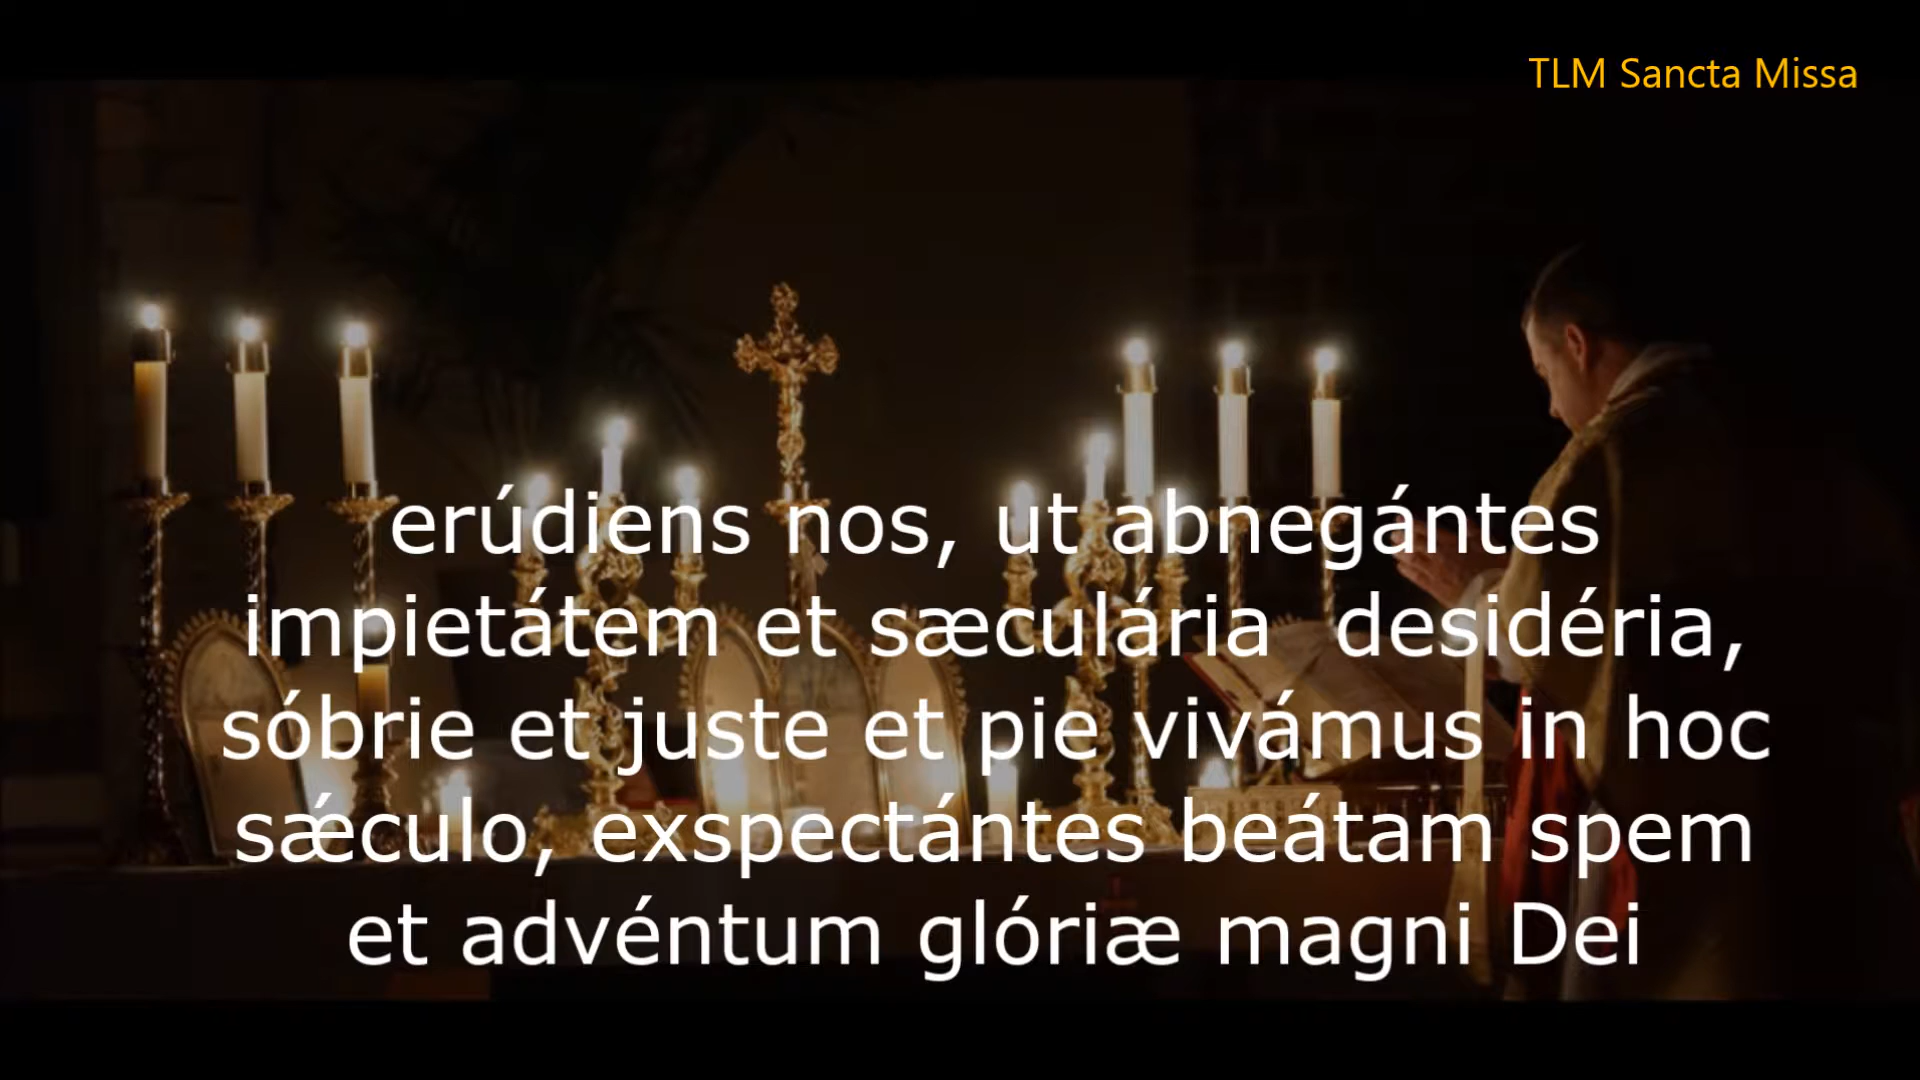 TLM Sancta Missa
erúdiens nos, ut abnegántes
impietátem et sæculária desidéria,
sóbrie et juste et pie vivámus in hoc
sǽculo, exspectántes beátam spem
et advéntum glóriæ magni Dei